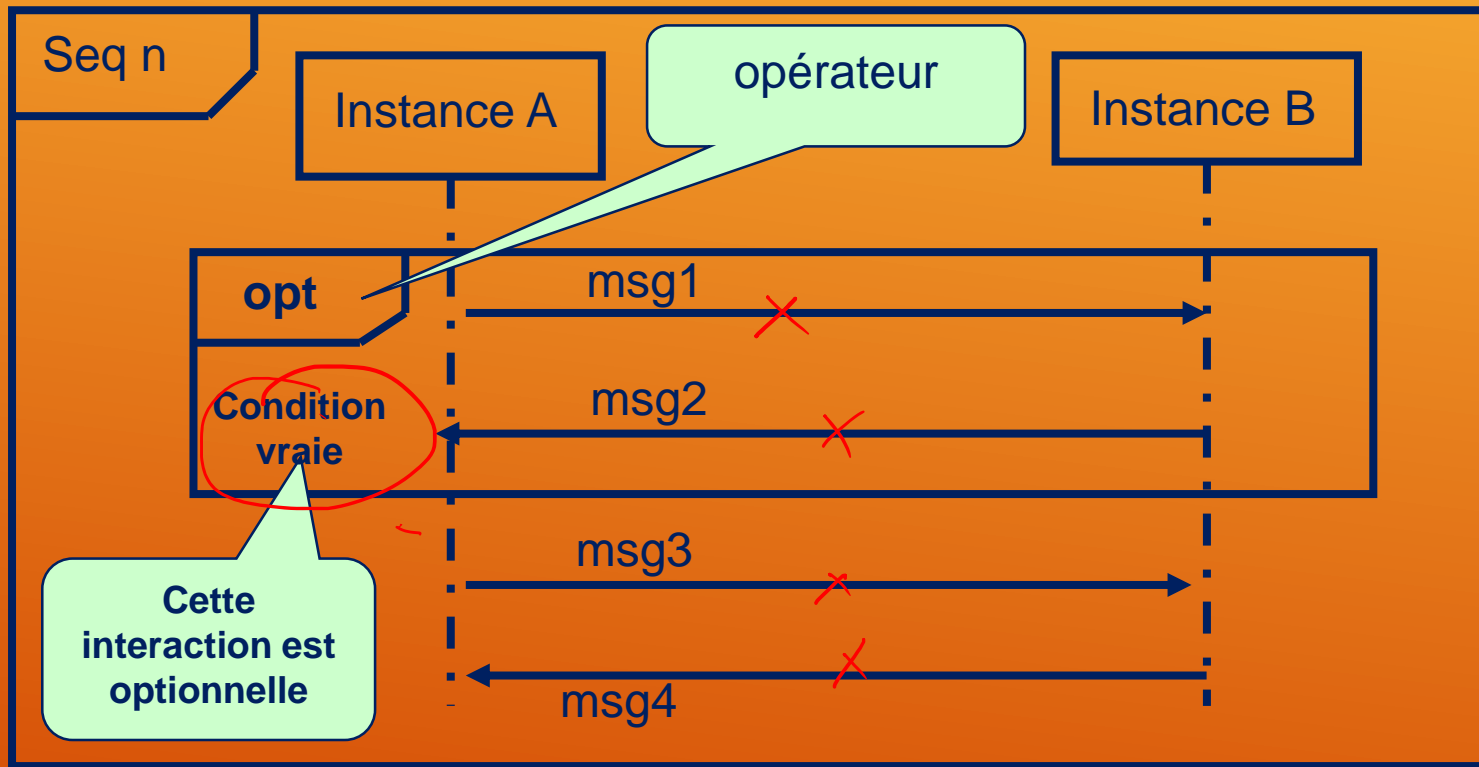 Seq n
Instance A
opérateur
Instance B
opt
msg1
Condition
vraie
msg2
msg3
Cette
interaction est
optionnelle
msg4